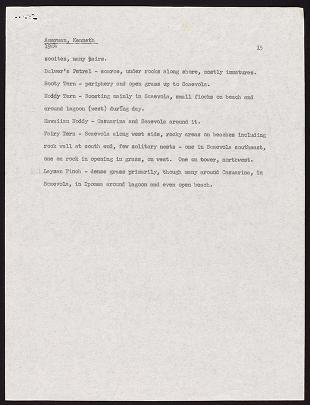 Amerson, Kenneth
15
socites, many pairs.
Bulwer's Petrel - scarce, under rocks along shore, mostly immatures.
Sooty Tern - periphery and open grass up to Scaevola.
Noddy Tern - Roosting mainly in Scaevola, small flocks on beach and
around lagoon (west) during day.
Hawaiian Noddy - Casuarina and Scaevola around it.
Fairy Tern - Scaevola along west side, rocky areas on beaches including
rock wall at south end, few solitary nests - one in Scaevola southeast,
one on rock in opening in grass, on west. One on tower, northwest.
Laysan Finch - dense grass primarily, though many around Casuarina, in
Scaevola, in Ipomea around lagoon and even open beach.